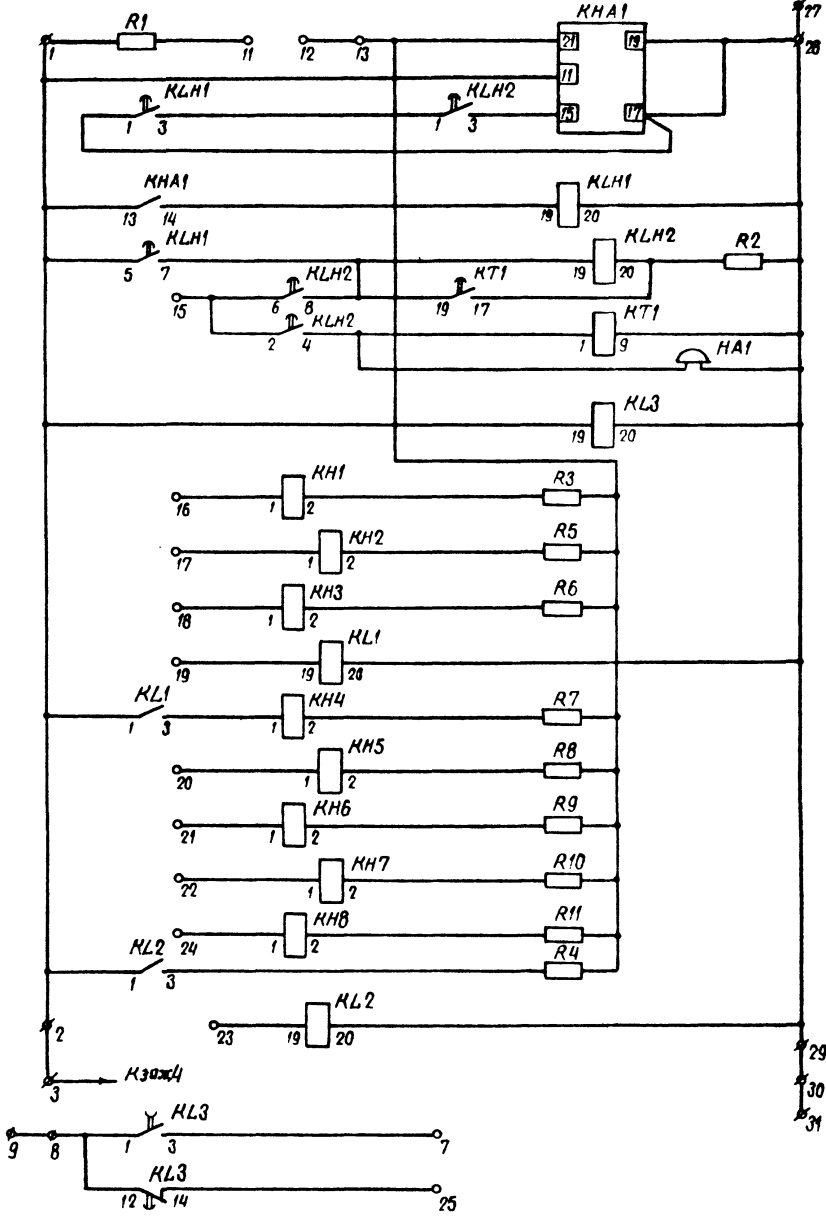 R1 KHA1 27
1 11 12 13 21 19 28
11
KLH1 KLH2
1 3 1 3 15 17
KHA1 KLH1
13 14 19 20
KLH1 KLH2 R2
5 7 19 20
KLH2 KT1
15 6 8 19 17
KLH2 KT1
2 4 1 9
HA1
KL3
19 20
KH1 R3
16 1 2
KH2 R5
17 1 2
KH3 R6
18 1 2
KL1
19 19 20
KL1 KH4 R7
1 3 1 2
KH5 R8
20 1 2
KH6 R9
21 1 2
KH7 R10
22 1 2
KH8 R11
24 1 2
KL2 R4
1 3
KL2
2 23 19 20
29
3 К заж4 30
31
KL3
9 8 1 3 7
KL3
12 14 25